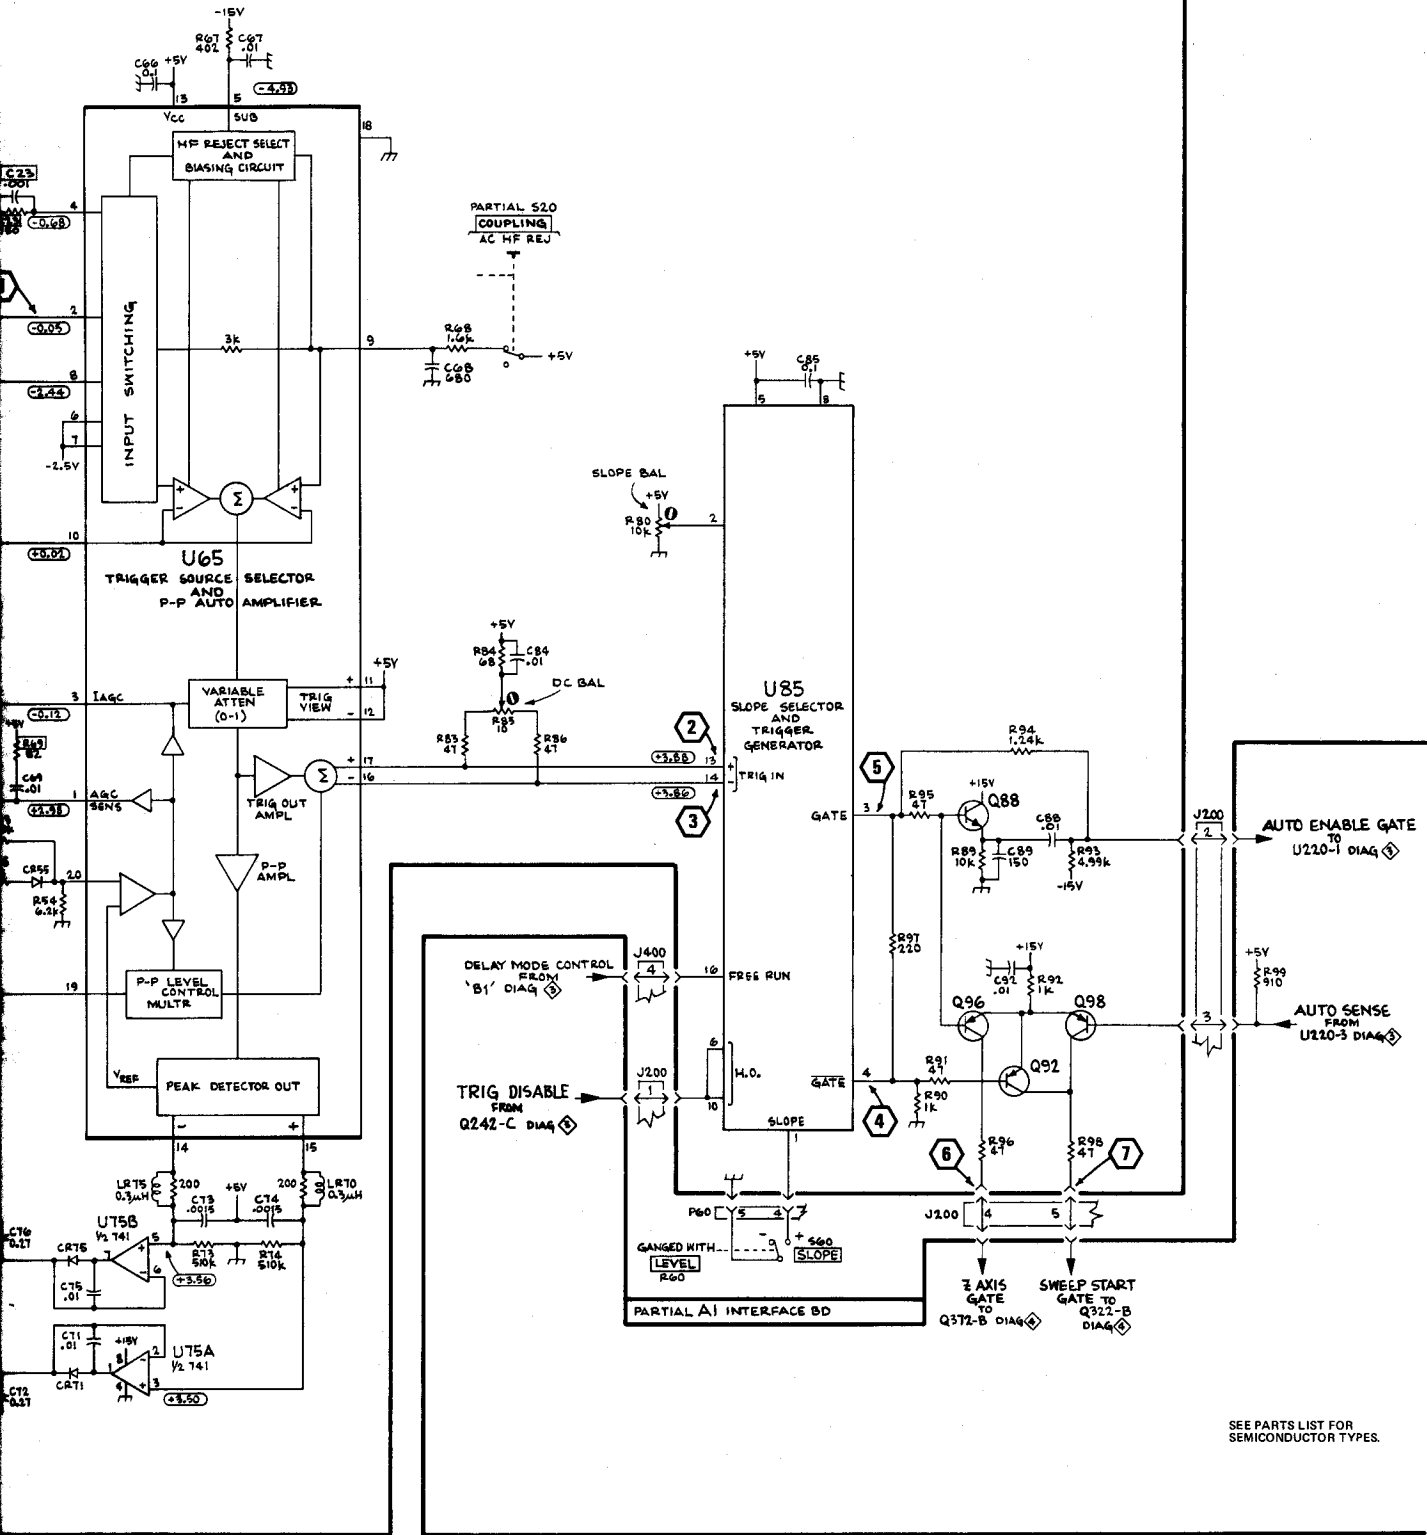 -15V
R67
402
C67
.01
C66
0.1
+5V
-4.93
13
5
VCC
SUB
18
HF REJECT SELECT
AND
BIASING CIRCUIT
C23
.001
4
-0.68
PARTIAL S20
COUPLING
AC HF REJ
2
-0.05
INPUT SWITCHING
3k
9
R68
1.6k
C68
680
+5V
8
-2.44
6
7
-2.5V
+
-
Σ
+
-
10
+0.02
U65
TRIGGER SOURCE SELECTOR
AND
P-P AUTO AMPLIFIER
+5V
C85
0.1
5
8
SLOPE BAL
+5V
R80
10k
2
+5V
R84
68
C84
.01
DC BAL
R85
10
R83
47
R86
47
3
IAGC
-0.12
VARIABLE
ATTEN
(0-1)
TRIG
VIEW
+
11
-
12
+5V
R69
82
C69
.01
1
AGC
SENS
+2.98
TRIG OUT
AMPL
Σ
+
17
-
16
2
+3.88
13
+
14
-
TRIG IN
+3.86
3
U85
SLOPE SELECTOR
AND
TRIGGER
GENERATOR
GATE
3
5
R94
1.24k
R95
47
+15V
Q88
C88
.01
R89
10k
C89
150
R93
4.99k
-15V
J200
2
AUTO ENABLE GATE
TO
U220-1 DIAG 3
P-P
AMPL
CR55
20
R54
6.2k
R97
220
19
P-P LEVEL
CONTROL
MULTR
DELAY MODE CONTROL
FROM
'B1' DIAG 3
J400
4
16
FREE RUN
+15V
C92
.01
R92
1k
Q96
Q98
Q92
+5V
R99
910
3
AUTO SENSE
FROM
U220-3 DIAG 3
VREF
PEAK DETECTOR OUT
-
+
14
15
TRIG DISABLE
FROM
Q242-C DIAG
J200
1
6
10
H.O.
GATE
4
R91
47
R90
1k
4
SLOPE
1
R96
47
6
R98
47
7
LR75
0.3µH
200
+5V
200
LR70
0.3µH
C73
.0015
C74
.0015
R73
510k
R74
510k
U75B
½ 741
5
+
6
-
7
+3.56
C76
0.27
CR75
C75
.01
P60
5
4
GANGED WITH
LEVEL
R60
-
+
S60
SLOPE
J200
4
5
Z AXIS
GATE
TO
Q372-B DIAG 4
SWEEP START
GATE TO
Q322-B
DIAG 4
PARTIAL A1 INTERFACE BD
C71
.01
+15V
8
1
4
2
-
3
+
U75A
½ 741
+3.50
CR71
C72
0.27
SEE PARTS LIST FOR
SEMICONDUCTOR TYPES.